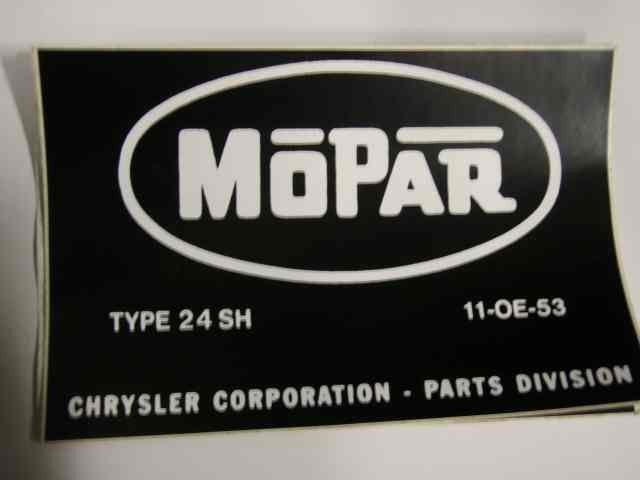 MOPAR
TYPE 24 SH 11-OE-53
CHRYSLER CORPORATION - PARTS DIVISION